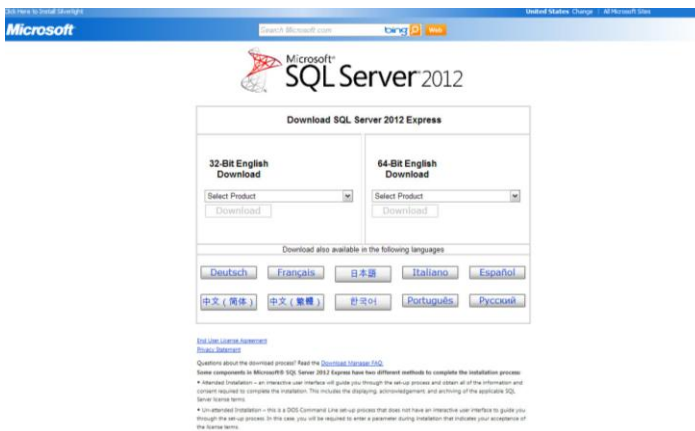 Click Here to Install Silverlight
United States Change | All Microsoft Sites
Microsoft
Search Microsoft.com
bing
Web
Microsoft
SQL Server 2012
Download SQL Server 2012 Express
32-Bit English
Download
64-Bit English
Download
Select Product
Select Product
Download
Download
Download also available in the following languages
Deutsch
Français
日本語
Italiano
Español
中文（简体）
中文（繁體）
한국어
Português
Русский
End User License Agreement
Privacy Statement
Questions about the download process? Read the Download Manager FAQ.
Some components in Microsoft® SQL Server 2012 Express have two different methods to complete the installation process:
• Attended Installation – an interactive user interface will guide you through the set-up process and obtain all of the information and
consent required to complete the installation. This includes the displaying, acknowledgement, and archiving of the applicable SQL
Server license terms.
• Un-attended Installation – this is a DOS Command Line set-up process that does not have an interactive user interface to guide you
through the set-up process. In this case, you will be required to enter a parameter during installation that indicates your acceptance of
the license terms.